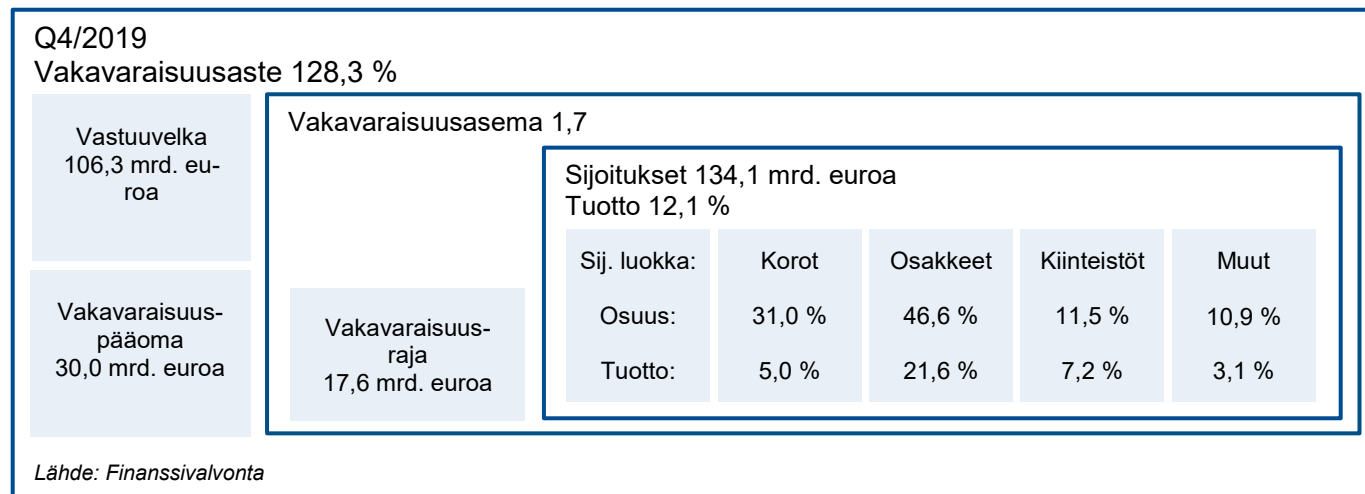 Q4/2019
Vakavaraisuusaste 128,3 %
Vastuuvelka
106,3 mrd. eu-
roa
Vakavaraisuus-
pääoma
30,0 mrd. euroa
Vakavaraisuusasema 1,7
Vakavaraisuus-
raja
17,6 mrd. euroa
Sijoitukset 134,1 mrd. euroa
Tuotto 12,1 %
Sij. luokka: Korot Osakkeet Kiinteistöt Muut
Osuus: 31,0 % 46,6 % 11,5 % 10,9 %
Tuotto: 5,0 % 21,6 % 7,2 % 3,1 %
Lähde: Finanssivalvonta